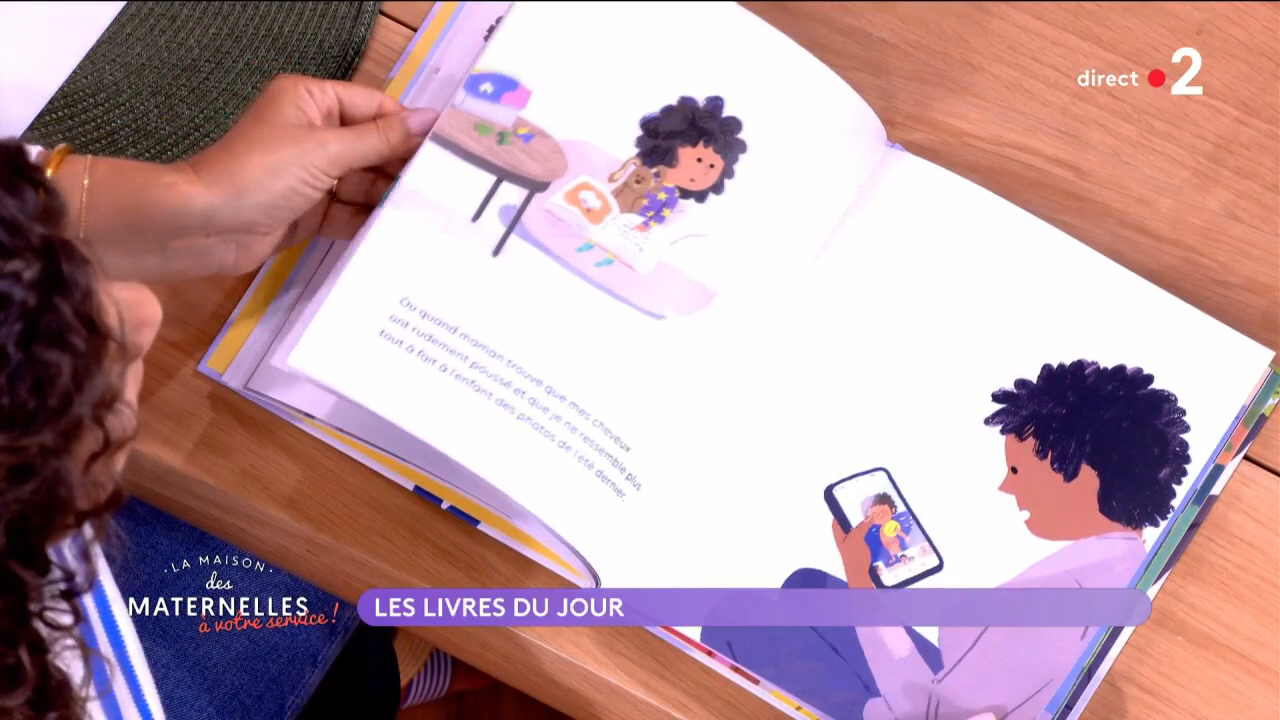 direct 2
Ou quand maman trouve que mes cheveux
ont rudement poussé et que je ne ressemble plus
tout à fait à l'enfant des photos de l'été dernier.
·LA MAISON·
des
MATERNELLES
à votre service !
LES LIVRES DU JOUR